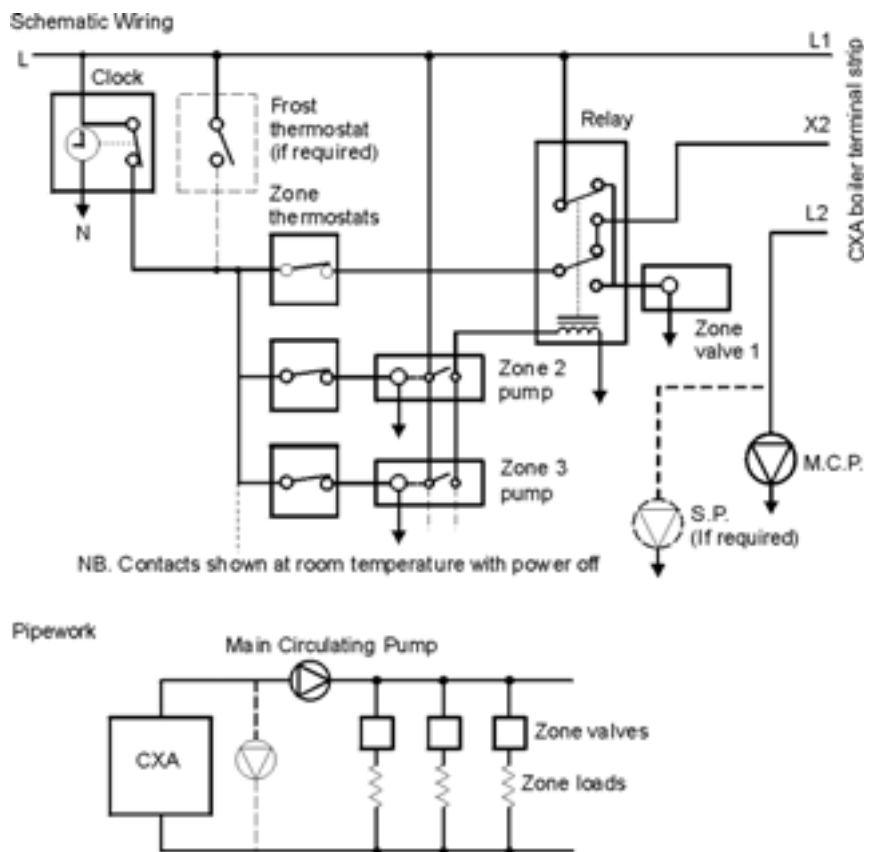 Schematic Wiring
L
L1
Clock
Frost
thermostat
(if required)
Relay
X2
N
Zone
thermostats
L2
CXA boiler terminal strip
Zone
valve 1
Zone 2
pump
Zone 3
pump
M.C.P.
S.P.
(If required)
NB. Contacts shown at room temperature with power off
Pipework
Main Circulating Pump
CXA
Zone valves
Zone loads